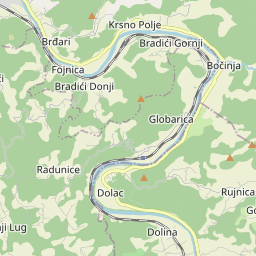 Krsno Polje
Brđari
Bradići Gornji
Fojnica
Bočinja
Bradići Donji
Globarica
Radunice
Dolac
Rujnica
Dolina